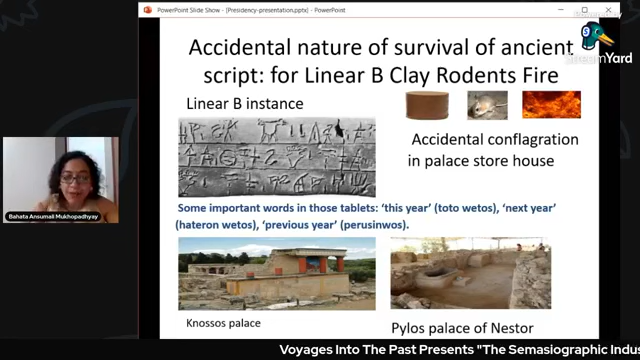 PowerPoint Slide Show - [Presidency-presentation.pptx] - PowerPoint
StreamYard
Accidental nature of survival of ancient
script: for Linear B Clay Rodents Fire
Linear B instance
Accidental conflagration
in palace store house
Some important words in those tablets: ‘this year’ (toto wetos), ‘next year’
(hateron wetos), ‘previous year’ (perusinwos).
Bahata Ansumali Mukhopadhyay
Knossos palace
Pylos palace of Nestor
Voyages Into The Past Presents "The Semasiographic Indus